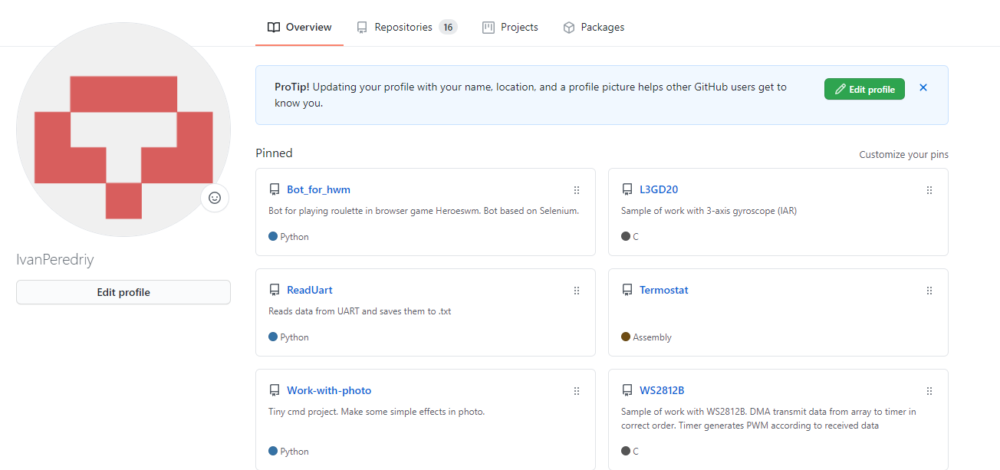 Overview Repositories 16 Projects Packages
ProTip! Updating your profile with your name, location, and a profile picture helps other GitHub users get to
know you.
Edit profile
IvanPeredriy
Edit profile
Pinned
Customize your pins
Bot_for_hwm
Bot for playing roulette in browser game Heroeswm. Bot based on Selenium.
Python
L3GD20
Sample of work with 3-axis gyroscope (IAR)
C
ReadUart
Reads data from UART and saves them to .txt
Python
Termostat
Assembly
Work-with-photo
Tiny cmd project. Make some simple effects in photo.
Python
WS2812B
Sample of work with WS2812B. DMA transmit data from array to timer in
correct order. Timer generates PWM according to received data
C